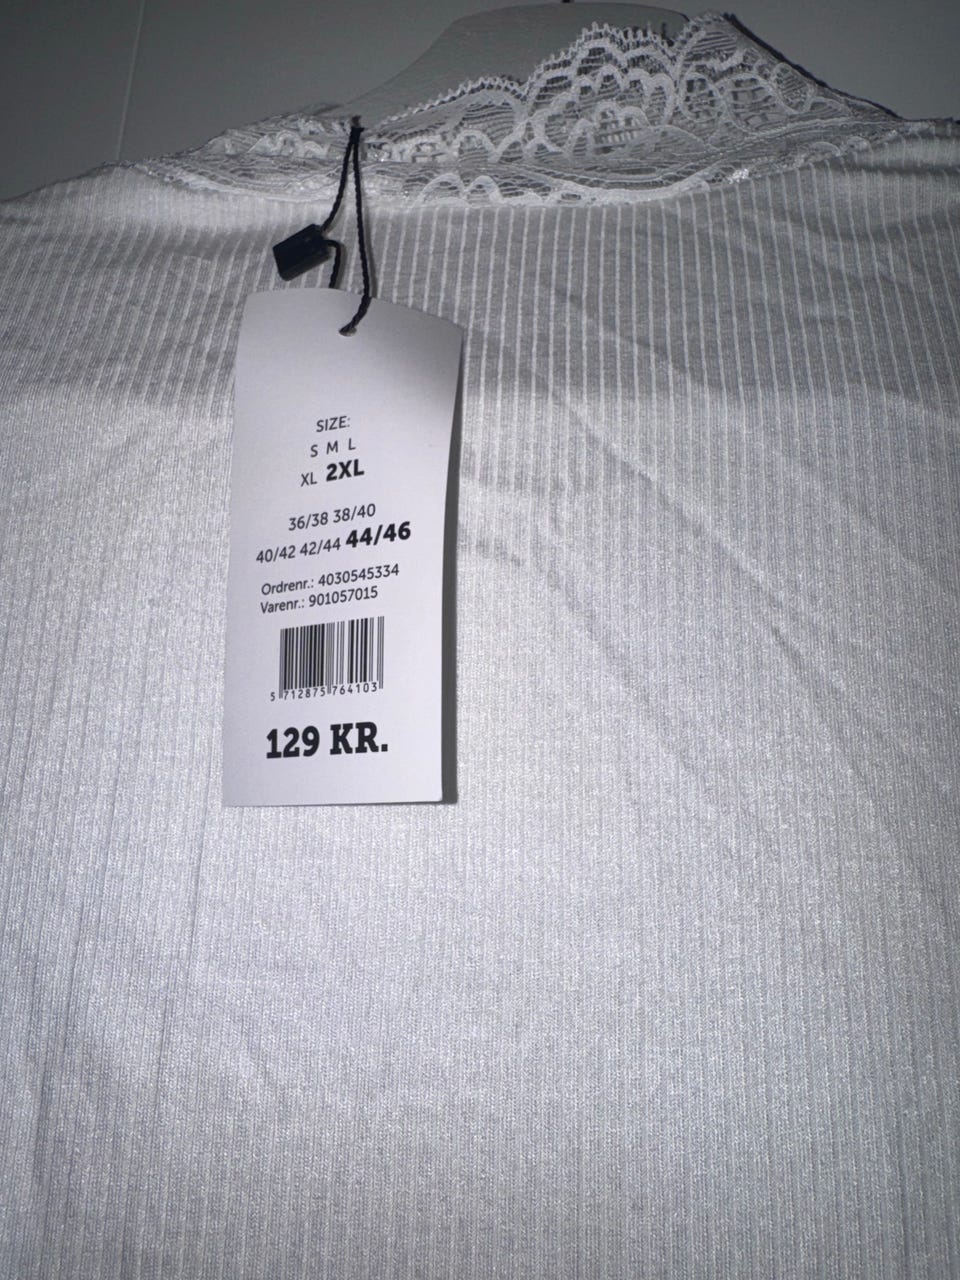 SIZE:
S M L
XL 2XL
36/38 38/40
40/42 42/44 44/46
Ordrenr.: 4030545334
Varenr.: 901057015
5 712875 764103
129 KR.